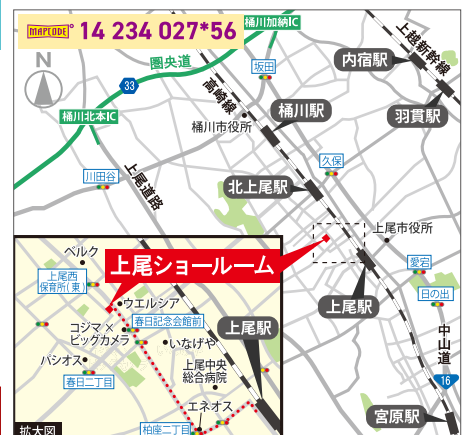 MAPCODE® 14 234 027*56
桶川加納IC
上越新幹線
内宿駅
N
圏央道
坂田
33
高崎線
羽貫駅
桶川北本IC
桶川市役所
桶川駅
川田谷
上尾道路
久保
北上尾駅
上尾市役所
愛宕
日の出
上尾駅
中山道
16
宮原駅
ベルク
上尾西
保育所(東)
上尾ショールーム
ウエルシア
春日記念会館前
コジマ×
ビッグカメラ
いなげや
上尾駅
パシオス
春日二丁目
上尾中央
総合病院
エネオス
柏座二丁目
拡大図